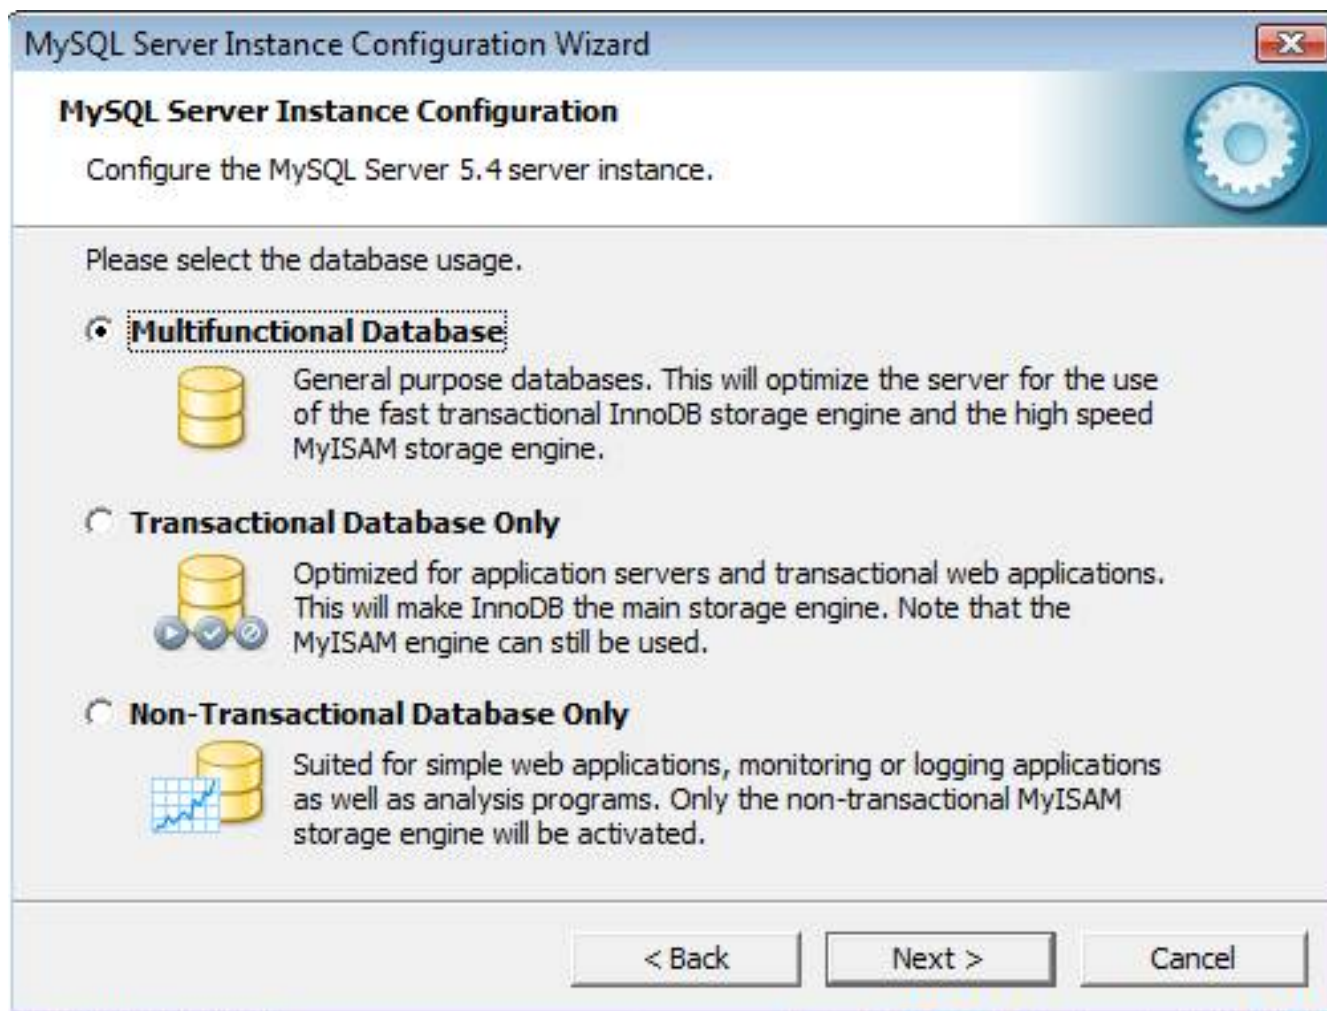 MySQL Server Instance Configuration Wizard
MySQL Server Instance Configuration
Configure the MySQL Server 5.4 server instance.
Please select the database usage.
Multifunctional Database
General purpose databases. This will optimize the server for the use
of the fast transactional InnoDB storage engine and the high speed
MyISAM storage engine.
Transactional Database Only
Optimized for application servers and transactional web applications.
This will make InnoDB the main storage engine. Note that the
MyISAM engine can still be used.
Non-Transactional Database Only
Suited for simple web applications, monitoring or logging applications
as well as analysis programs. Only the non-transactional MyISAM
storage engine will be activated.
< Back
Next >
Cancel